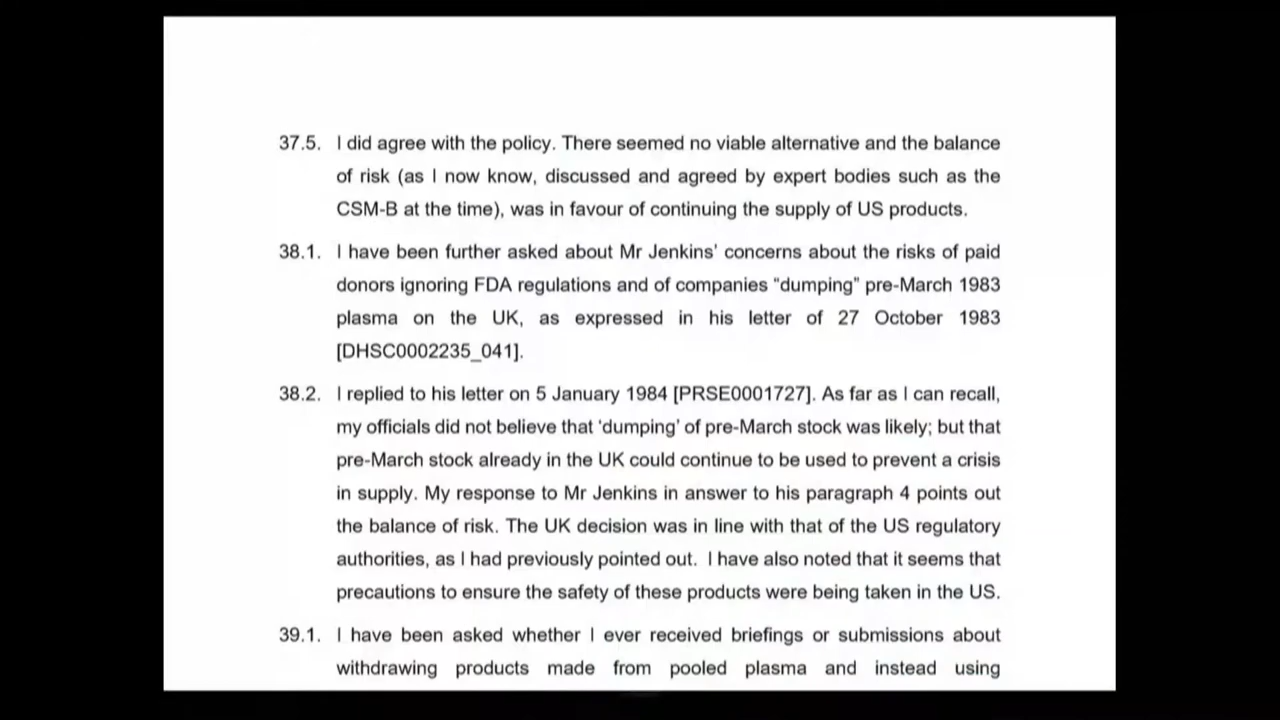 37.5. I did agree with the policy. There seemed no viable alternative and the balance
of risk (as I now know, discussed and agreed by expert bodies such as the
CSM-B at the time), was in favour of continuing the supply of US products.
38.1. I have been further asked about Mr Jenkins' concerns about the risks of paid
donors ignoring FDA regulations and of companies “dumping” pre-March 1983
plasma on the UK, as expressed in his letter of 27 October 1983
[DHSC0002235_041].
38.2. I replied to his letter on 5 January 1984 [PRSE0001727]. As far as I can recall,
my officials did not believe that ‘dumping’ of pre-March stock was likely; but that
pre-March stock already in the UK could continue to be used to prevent a crisis
in supply. My response to Mr Jenkins in answer to his paragraph 4 points out
the balance of risk. The UK decision was in line with that of the US regulatory
authorities, as I had previously pointed out. I have also noted that it seems that
precautions to ensure the safety of these products were being taken in the US.
39.1. I have been asked whether I ever received briefings or submissions about
withdrawing products made from pooled plasma and instead using